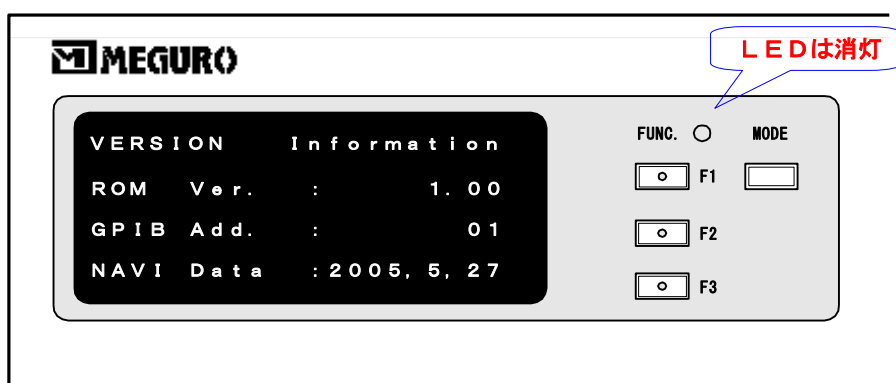 LEDは消灯
MEGURO
VERSION Information
ROM Ver. : 1.00
GPIB Add. : 01
NAVI Data :2005,5,27
FUNC. MODE
F1
F2
F3